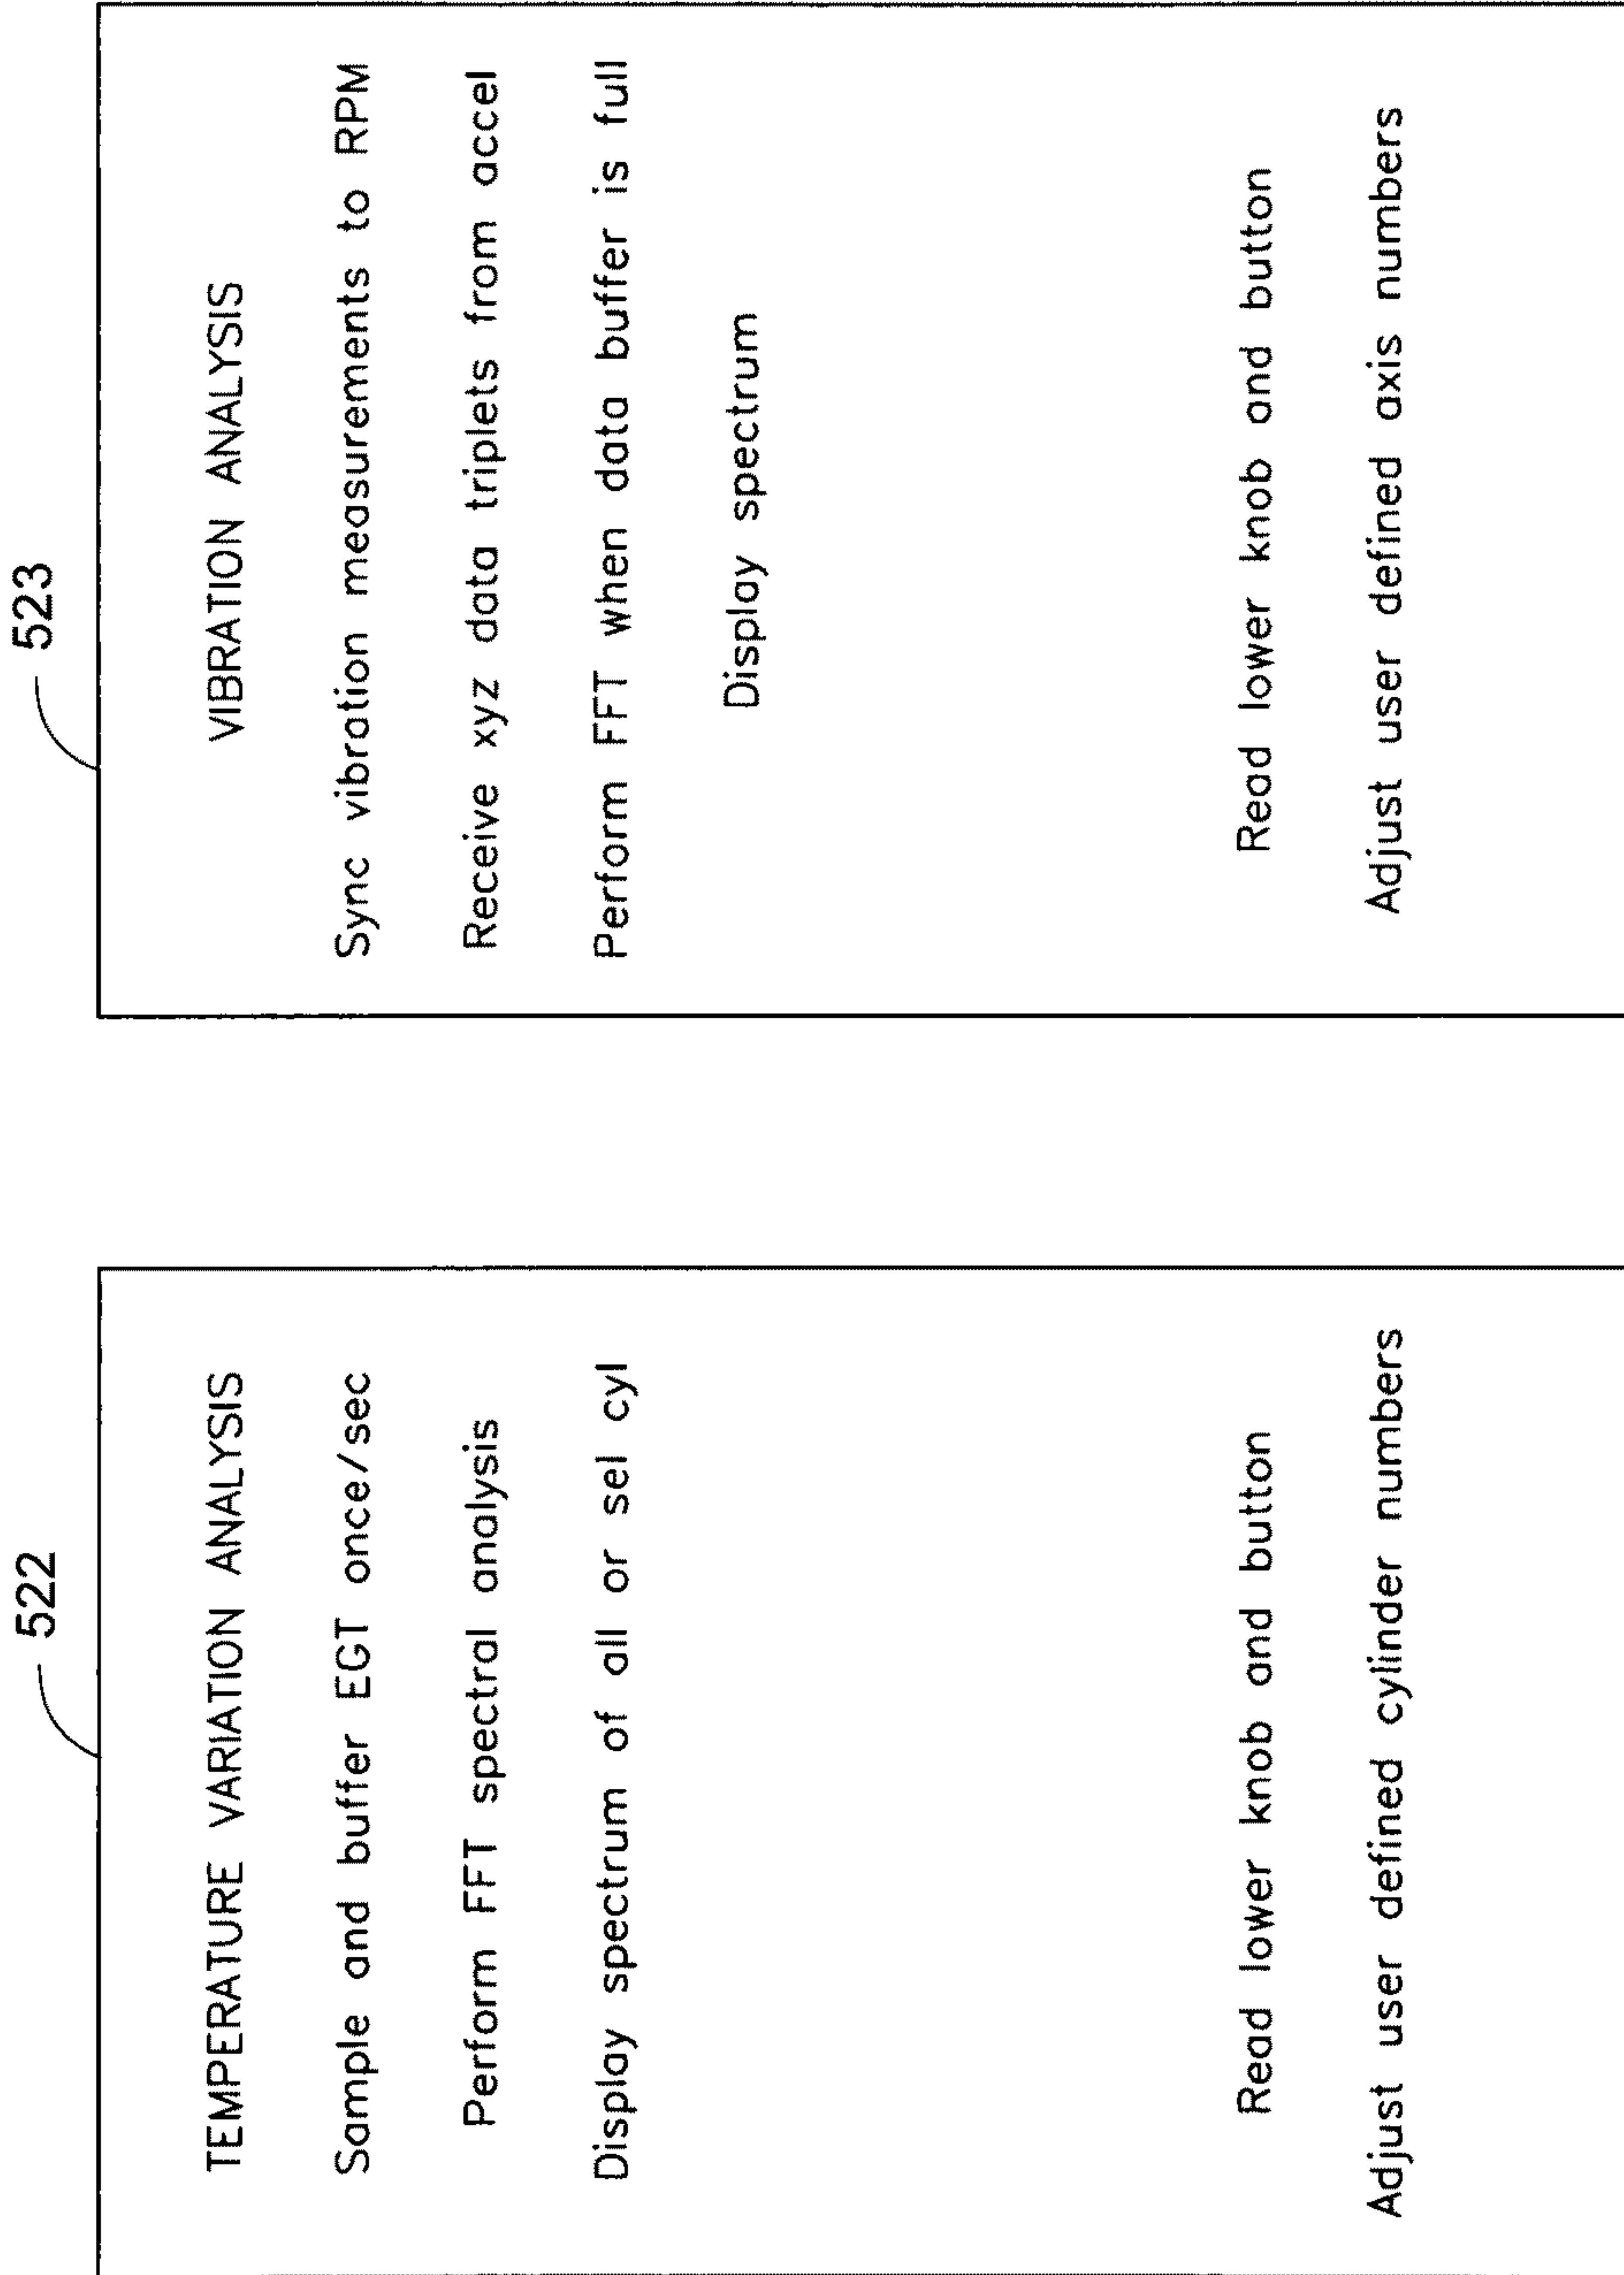 522
TEMPERATURE VARIATION ANALYSIS
Sample and buffer EGT once/sec
Perform FFT spectral analysis
Display spectrum of all or sel cyl
Read lower knob and button
Adjust user defined cylinder numbers
523
VIBRATION ANALYSIS
Sync vibration measurements to RPM
Receive xyz data triplets from accel
Perform FFT when data buffer is full
Display spectrum
Read lower knob and button
Adjust user defined axis numbers